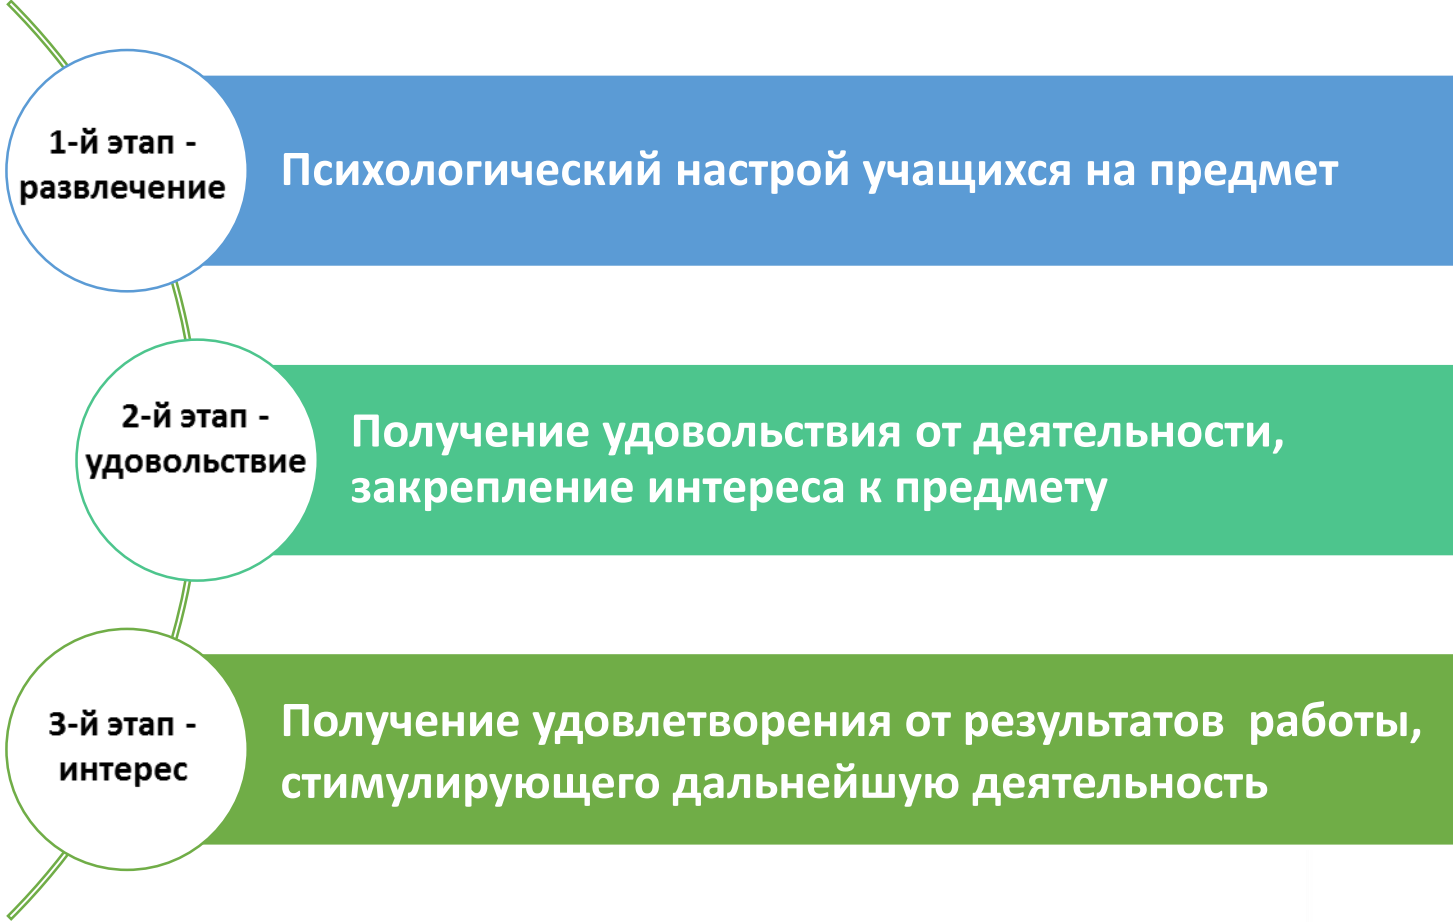 1-й этап -
развлечение
Психологический настрой учащихся на предмет
2-й этап -
удовольствие
Получение удовольствия от деятельности,
закрепление интереса к предмету
3-й этап -
интерес
Получение удовлетворения от результатов  работы,
стимулирующего дальнейшую деятельность